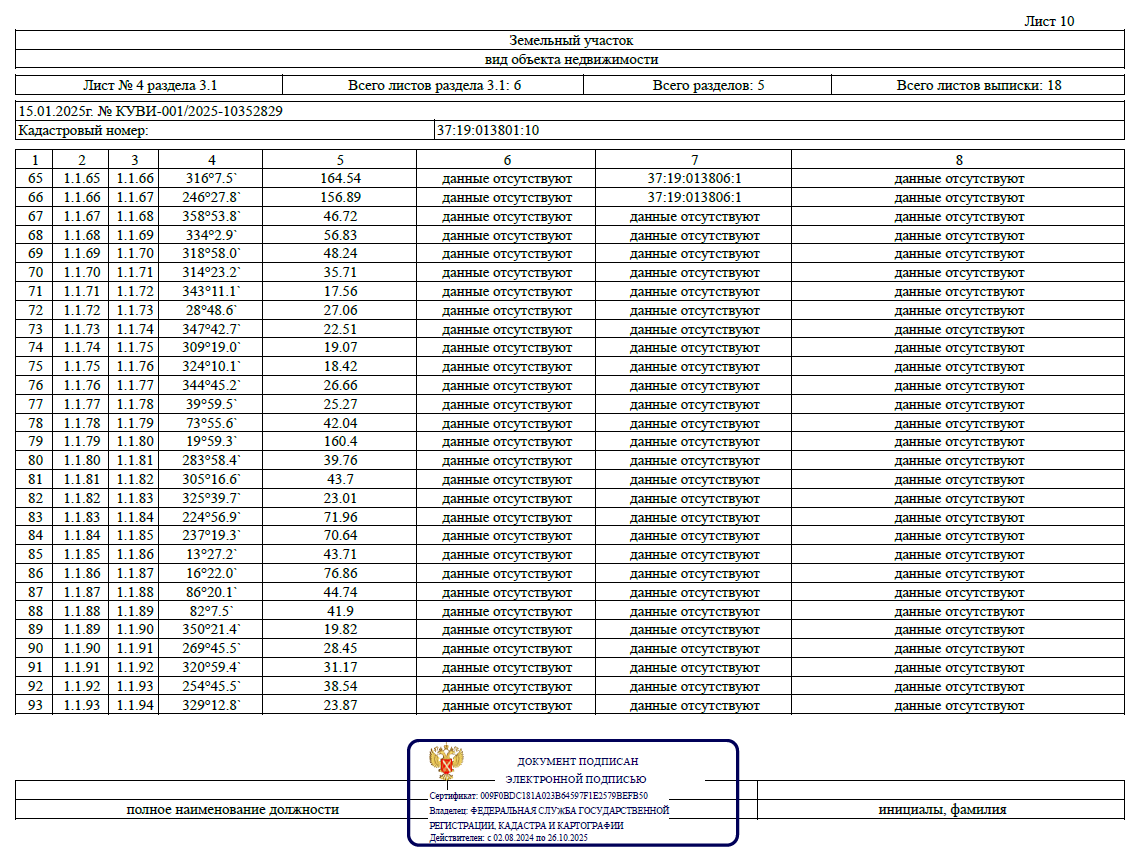 Лист 10
Земельный участок
вид объекта недвижимости
Лист № 4 раздела 3.1 Всего листов раздела 3.1: 6 Всего разделов: 5 Всего листов выписки: 18
15.01.2025г. № КУВИ-001/2025-10352829
Кадастровый номер: 37:19:013801:10
1 2 3 4 5 6 7 8
65 1.1.65 1.1.66 316°7.5` 164.54 данные отсутствуют 37:19:013806:1 данные отсутствуют
66 1.1.66 1.1.67 246°27.8` 156.89 данные отсутствуют 37:19:013806:1 данные отсутствуют
67 1.1.67 1.1.68 358°53.8` 46.72 данные отсутствуют данные отсутствуют данные отсутствуют
68 1.1.68 1.1.69 334°2.9` 56.83 данные отсутствуют данные отсутствуют данные отсутствуют
69 1.1.69 1.1.70 318°58.0` 48.24 данные отсутствуют данные отсутствуют данные отсутствуют
70 1.1.70 1.1.71 314°23.2` 35.71 данные отсутствуют данные отсутствуют данные отсутствуют
71 1.1.71 1.1.72 343°11.1` 17.56 данные отсутствуют данные отсутствуют данные отсутствуют
72 1.1.72 1.1.73 28°48.6` 27.06 данные отсутствуют данные отсутствуют данные отсутствуют
73 1.1.73 1.1.74 347°42.7` 22.51 данные отсутствуют данные отсутствуют данные отсутствуют
74 1.1.74 1.1.75 309°19.0` 19.07 данные отсутствуют данные отсутствуют данные отсутствуют
75 1.1.75 1.1.76 324°10.1` 18.42 данные отсутствуют данные отсутствуют данные отсутствуют
76 1.1.76 1.1.77 344°45.2` 26.66 данные отсутствуют данные отсутствуют данные отсутствуют
77 1.1.77 1.1.78 39°59.5` 25.27 данные отсутствуют данные отсутствуют данные отсутствуют
78 1.1.78 1.1.79 73°55.6` 42.04 данные отсутствуют данные отсутствуют данные отсутствуют
79 1.1.79 1.1.80 19°59.3` 160.4 данные отсутствуют данные отсутствуют данные отсутствуют
80 1.1.80 1.1.81 283°58.4` 39.76 данные отсутствуют данные отсутствуют данные отсутствуют
81 1.1.81 1.1.82 305°16.6` 43.7 данные отсутствуют данные отсутствуют данные отсутствуют
82 1.1.82 1.1.83 325°39.7` 23.01 данные отсутствуют данные отсутствуют данные отсутствуют
83 1.1.83 1.1.84 224°56.9` 71.96 данные отсутствуют данные отсутствуют данные отсутствуют
84 1.1.84 1.1.85 237°19.3` 70.64 данные отсутствуют данные отсутствуют данные отсутствуют
85 1.1.85 1.1.86 13°27.2` 43.71 данные отсутствуют данные отсутствуют данные отсутствуют
86 1.1.86 1.1.87 16°22.0` 76.86 данные отсутствуют данные отсутствуют данные отсутствуют
87 1.1.87 1.1.88 86°20.1` 44.74 данные отсутствуют данные отсутствуют данные отсутствуют
88 1.1.88 1.1.89 82°7.5` 41.9 данные отсутствуют данные отсутствуют данные отсутствуют
89 1.1.89 1.1.90 350°21.4` 19.82 данные отсутствуют данные отсутствуют данные отсутствуют
90 1.1.90 1.1.91 269°45.5` 28.45 данные отсутствуют данные отсутствуют данные отсутствуют
91 1.1.91 1.1.92 320°59.4` 31.17 данные отсутствуют данные отсутствуют данные отсутствуют
92 1.1.92 1.1.93 254°45.5` 38.54 данные отсутствуют данные отсутствуют данные отсутствуют
93 1.1.93 1.1.94 329°12.8` 23.87 данные отсутствуют данные отсутствуют данные отсутствуют
ДОКУМЕНТ ПОДПИСАН
ЭЛЕКТРОННОЙ ПОДПИСЬЮ
Сертификат: 009F0BDC181A023B64597F1E2579BEFB50
Владелец: ФЕДЕРАЛЬНАЯ СЛУЖБА ГОСУДАРСТВЕННОЙ
РЕГИСТРАЦИИ, КАДАСТРА И КАРТОГРАФИИ
Действителен: с 02.08.2024 по 26.10.2025
полное наименование должности инициалы, фамилия